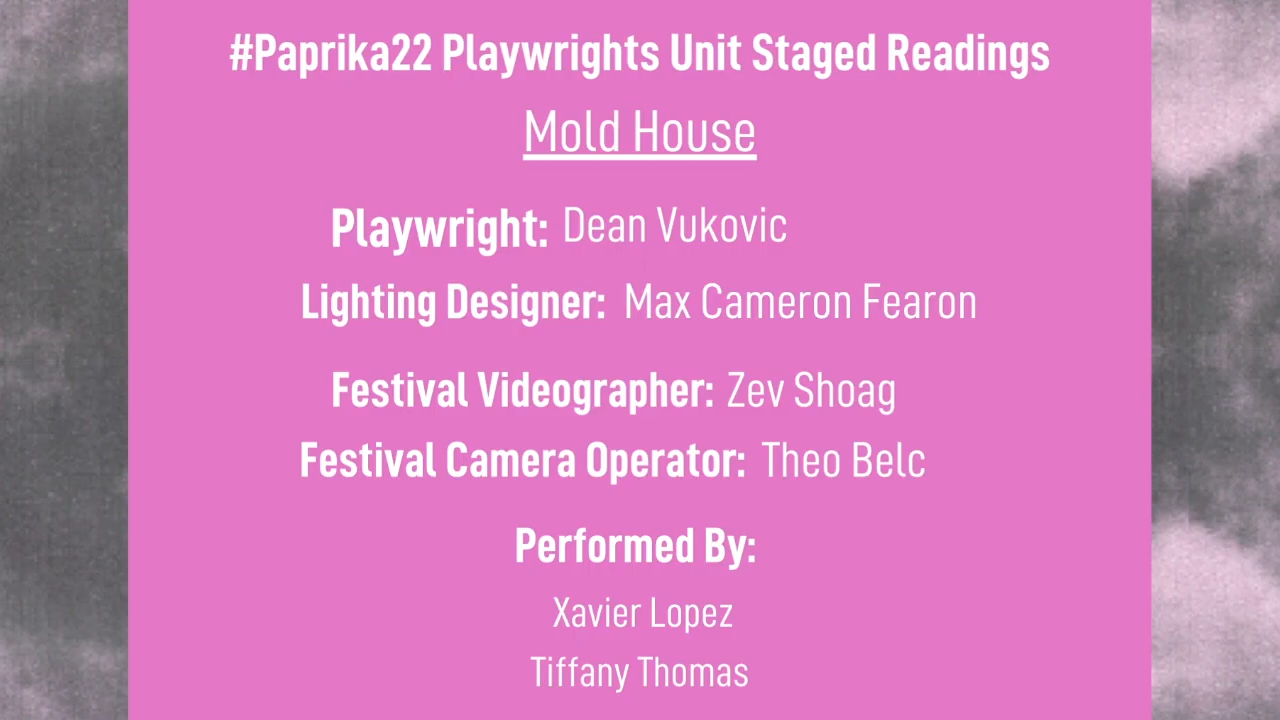 #Paprika22 Playwrights Unit Staged Readings
Mold House
Playwright: Dean Vukovic
Lighting Designer: Max Cameron Fearon
Festival Videographer: Zev Shoag
Festival Camera Operator: Theo Belc
Performed By:
Xavier Lopez
Tiffany Thomas